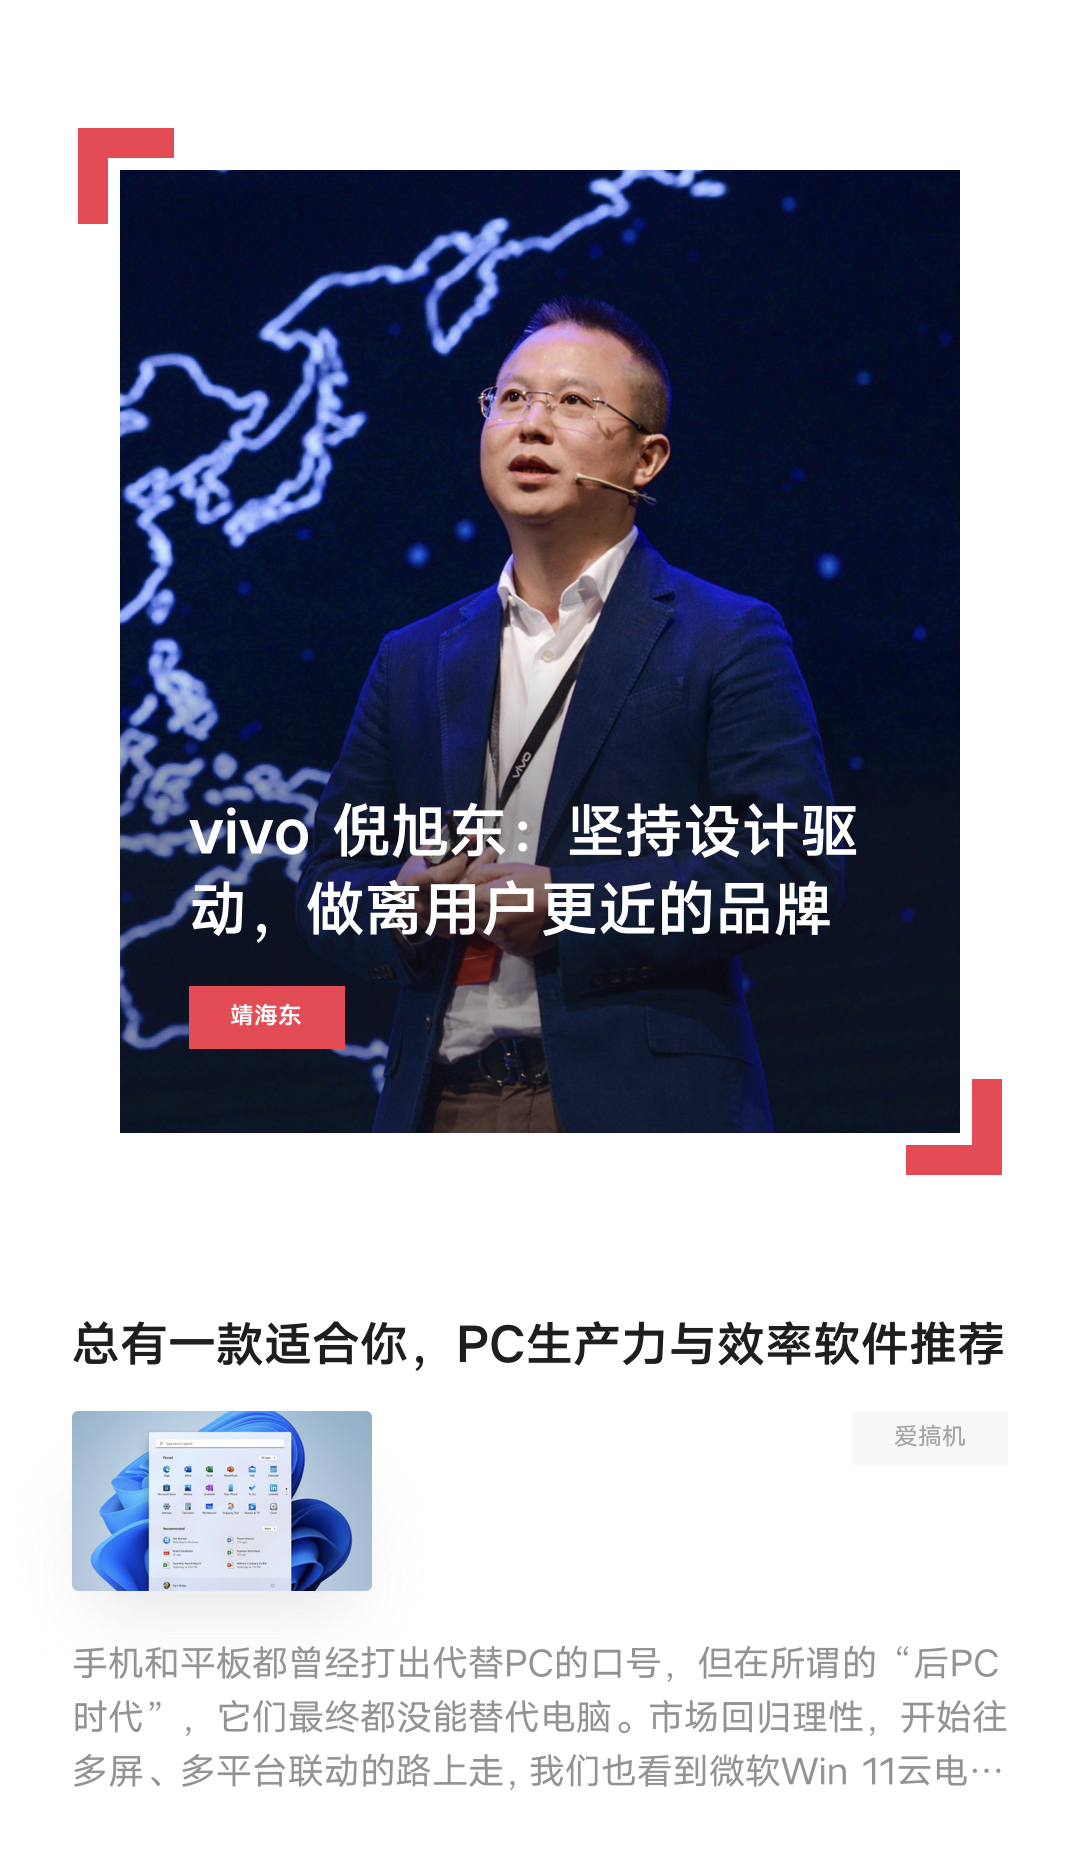 vivo
vivo 倪旭东：坚持设计驱
动，做离用户更近的品牌
靖海东
总有一款适合你，PC生产力与效率软件推荐
爱搞机
手机和平板都曾经打出代替PC的口号，但在所谓的“后PC
时代”，它们最终都没能替代电脑。市场回归理性，开始往
多屏、多平台联动的路上走，我们也看到微软Win 11云电…